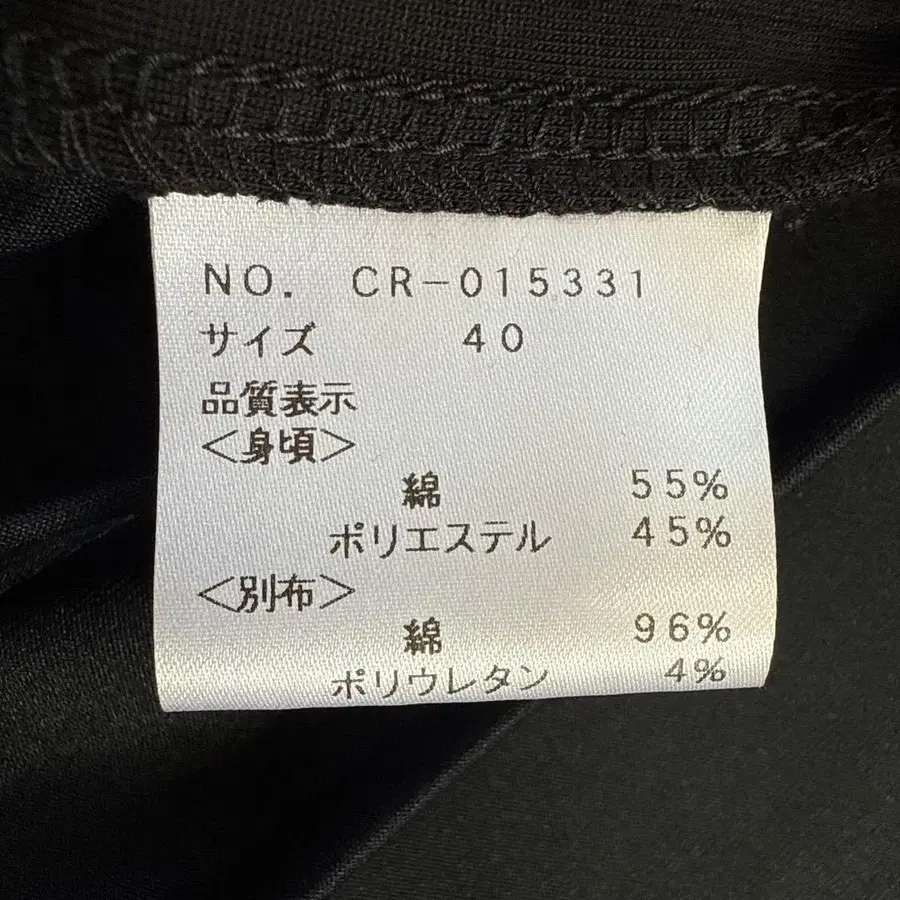 NO. CR-015331
サイズ 40
品質表示
<身頃>
綿 55%
ポリエステル 45%
<別布>
綿 96%
ポリウレタン 4%